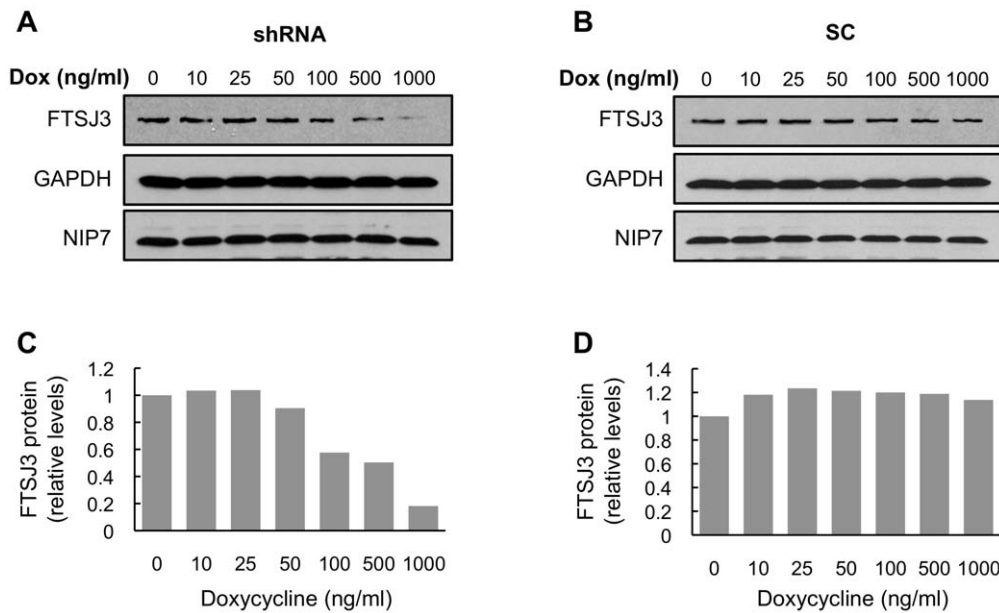 A
shRNA
Dox (ng/ml) 0 10 25 50 100 500 1000
FTSJ3
GAPDH
NIP7
B
SC
Dox (ng/ml) 0 10 25 50 100 500 1000
FTSJ3
GAPDH
NIP7
C
FTSJ3 protein
(relative levels)
1.2
1
0.8
0.6
0.4
0.2
0
0 10 25 50 100 500 1000
Doxycycline (ng/ml)
D
FTSJ3 protein
(relative levels)
1.4
1.2
1
0.8
0.6
0.4
1.2
0
0 10 25 50 100 500 1000
Doxycycline (ng/ml)